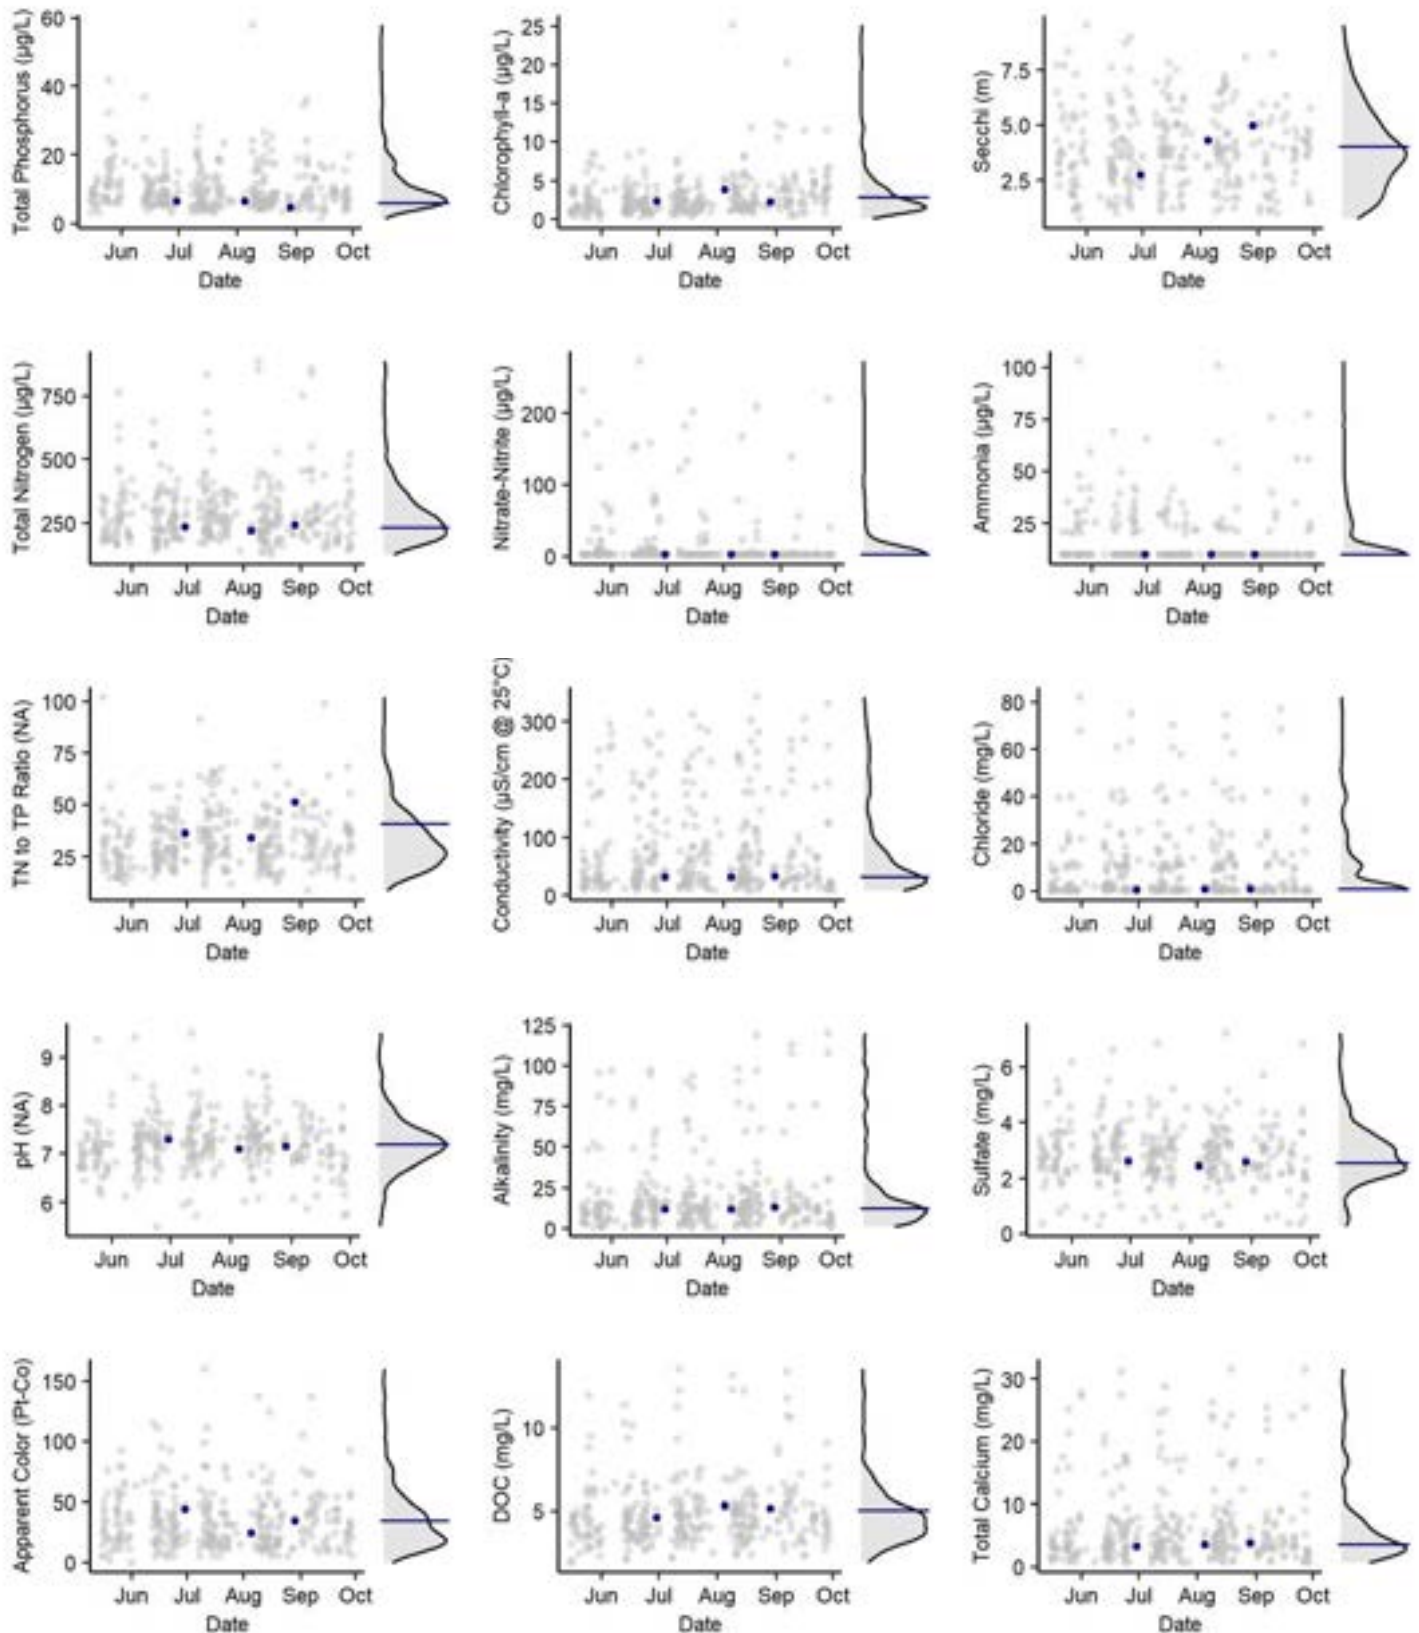 Total Phosphorus (µg/L)
60
40
20
0
Jun Jul Aug Sep Oct
Date
Chlorophyll-a (µg/L)
25
20
15
10
5
0
Jun Jul Aug Sep Oct
Date
Secchi (m)
7.5
5.0
2.5
Jun Jul Aug Sep Oct
Date
Total Nitrogen (µg/L)
750
500
250
Jun Jul Aug Sep Oct
Date
Nitrate-Nitrite (µg/L)
200
100
0
Jun Jul Aug Sep Oct
Date
Ammonia (µg/L)
100
75
50
25
Jun Jul Aug Sep Oct
Date
TN to TP Ratio (NA)
100
75
50
25
Jun Jul Aug Sep Oct
Date
Conductivity (µS/cm @ 25°C)
300
200
100
0
Jun Jul Aug Sep Oct
Date
Chloride (mg/L)
80
60
40
20
0
Jun Jul Aug Sep Oct
Date
pH (NA)
9
8
7
6
Jun Jul Aug Sep Oct
Date
Alkalinity (mg/L)
125
100
75
50
25
0
Jun Jul Aug Sep Oct
Date
Sulfate (mg/L)
6
4
2
0
Jun Jul Aug Sep Oct
Date
Apparent Color (Pt-Co)
150
100
50
0
Jun Jul Aug Sep Oct
Date
DOC (mg/L)
10
5
Jun Jul Aug Sep Oct
Date
Total Calcium (mg/L)
30
20
10
0
Jun Jul Aug Sep Oct
Date